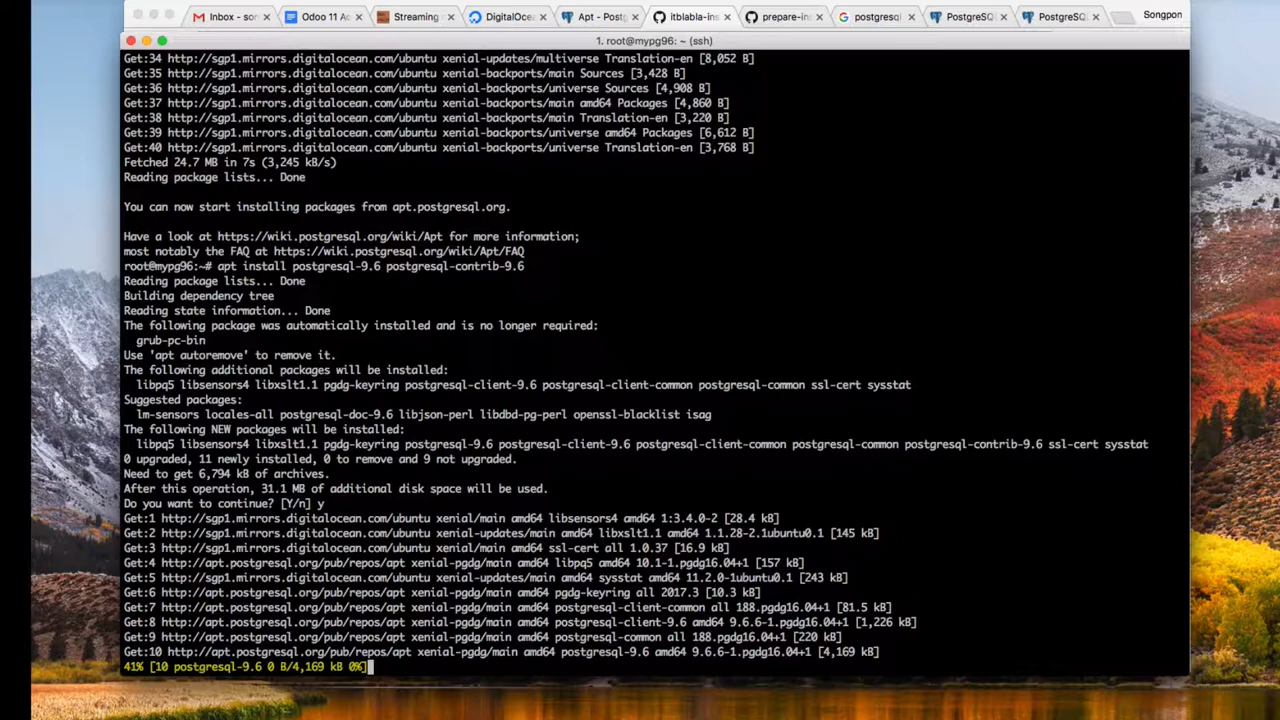 Inbox - sor
Odoo 11 Ac
Streaming
DigitalOce
Apt - Postg
itblabla-ins
prepare-ins
postgresql
PostgreSQ
PostgreSQ
Songpon
1. root@mypg96: ~ (ssh)
Get:34 http://sgp1.mirrors.digitalocean.com/ubuntu xenial-updates/multiverse Translation-en [8,052 B]
Get:35 http://sgp1.mirrors.digitalocean.com/ubuntu xenial-backports/main Sources [3,428 B]
Get:36 http://sgp1.mirrors.digitalocean.com/ubuntu xenial-backports/universe Sources [4,908 B]
Get:37 http://sgp1.mirrors.digitalocean.com/ubuntu xenial-backports/main amd64 Packages [4,860 B]
Get:38 http://sgp1.mirrors.digitalocean.com/ubuntu xenial-backports/main Translation-en [3,220 B]
Get:39 http://sgp1.mirrors.digitalocean.com/ubuntu xenial-backports/universe amd64 Packages [6,612 B]
Get:40 http://sgp1.mirrors.digitalocean.com/ubuntu xenial-backports/universe Translation-en [3,768 B]
Fetched 24.7 MB in 7s (3,245 kB/s)
Reading package lists... Done
You can now start installing packages from apt.postgresql.org.
Have a look at https://wiki.postgresql.org/wiki/Apt for more information;
most notably the FAQ at https://wiki.postgresql.org/wiki/Apt/FAQ
root@mypg96:~# apt install postgresql-9.6 postgresql-contrib-9.6
Reading package lists... Done
Building dependency tree
Reading state information... Done
The following package was automatically installed and is no longer required:
grub-pc-bin
Use 'apt autoremove' to remove it.
The following additional packages will be installed:
libpq5 libsensors4 libxslt1.1 pgdg-keyring postgresql-client-9.6 postgresql-client-common postgresql-common ssl-cert sysstat
Suggested packages:
lm-sensors locales-all postgresql-doc-9.6 libjson-perl libdbd-pg-perl openssl-blacklist isag
The following NEW packages will be installed:
libpq5 libsensors4 libxslt1.1 pgdg-keyring postgresql-9.6 postgresql-client-9.6 postgresql-client-common postgresql-common postgresql-contrib-9.6 ssl-cert sysstat
0 upgraded, 11 newly installed, 0 to remove and 9 not upgraded.
Need to get 6,794 kB of archives.
After this operation, 31.1 MB of additional disk space will be used.
Do you want to continue? [Y/n] y
Get:1 http://sgp1.mirrors.digitalocean.com/ubuntu xenial/main amd64 libsensors4 amd64 1:3.4.0-2 [28.4 kB]
Get:2 http://sgp1.mirrors.digitalocean.com/ubuntu xenial-updates/main amd64 libxslt1.1 amd64 1.1.28-2.1ubuntu0.1 [145 kB]
Get:3 http://sgp1.mirrors.digitalocean.com/ubuntu xenial/main amd64 ssl-cert all 1.0.37 [16.9 kB]
Get:4 http://apt.postgresql.org/pub/repos/apt xenial-pgdg/main amd64 libpq5 amd64 10.1-1.pgdg16.04+1 [157 kB]
Get:5 http://sgp1.mirrors.digitalocean.com/ubuntu xenial-updates/main amd64 sysstat amd64 11.2.0-1ubuntu0.1 [243 kB]
Get:6 http://apt.postgresql.org/pub/repos/apt xenial-pgdg/main amd64 pgdg-keyring all 2017.3 [10.3 kB]
Get:7 http://apt.postgresql.org/pub/repos/apt xenial-pgdg/main amd64 postgresql-client-common all 188.pgdg16.04+1 [81.5 kB]
Get:8 http://apt.postgresql.org/pub/repos/apt xenial-pgdg/main amd64 postgresql-client-9.6 amd64 9.6.6-1.pgdg16.04+1 [1,226 kB]
Get:9 http://apt.postgresql.org/pub/repos/apt xenial-pgdg/main amd64 postgresql-common all 188.pgdg16.04+1 [220 kB]
Get:10 http://apt.postgresql.org/pub/repos/apt xenial-pgdg/main amd64 postgresql-9.6 amd64 9.6.6-1.pgdg16.04+1 [4,169 kB]
41% [10 postgresql-9.6 0 B/4,169 kB 0%]